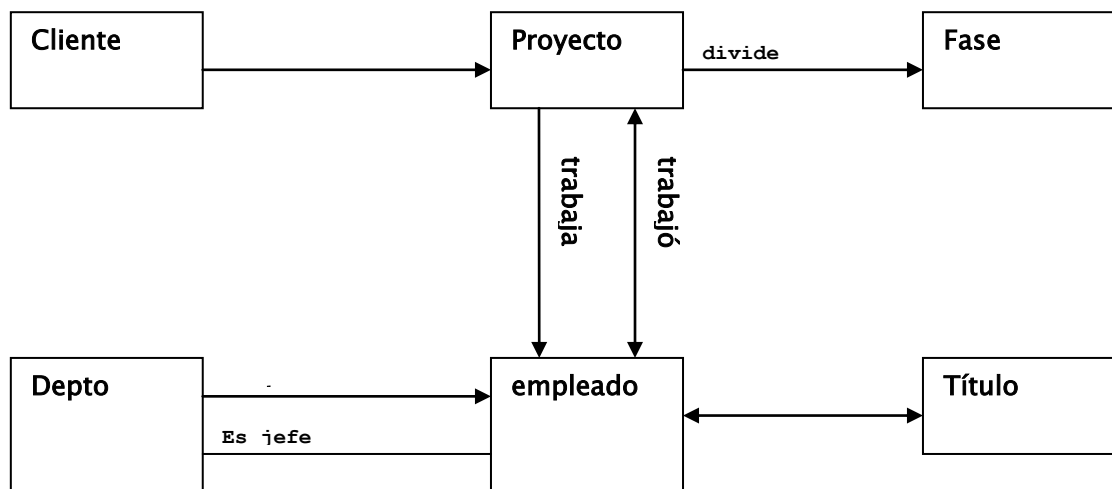 Cliente
Proyecto
divide
Fase
trabaja
trabajó
Depto
empleado
Título
Es jefe